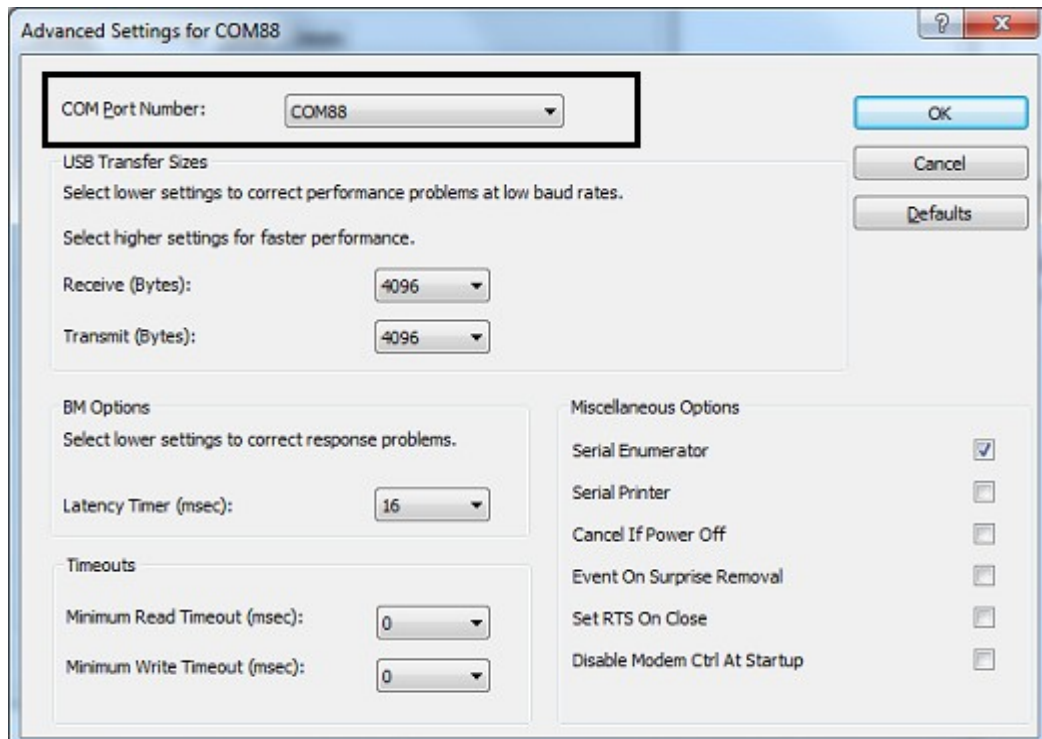 Advanced Settings for COM88
COM Port Number: COM88
OK
USB Transfer Sizes
Select lower settings to correct performance problems at low baud rates.
Cancel
Select higher settings for faster performance.
Defaults
Receive (Bytes): 4096
Transmit (Bytes): 4096
BM Options
Select lower settings to correct response problems.
Latency Timer (msec): 16
Timeouts
Minimum Read Timeout (msec): 0
Minimum Write Timeout (msec): 0
Miscellaneous Options
Serial Enumerator
Serial Printer
Cancel If Power Off
Event On Surprise Removal
Set RTS On Close
Disable Modem Ctrl At Startup